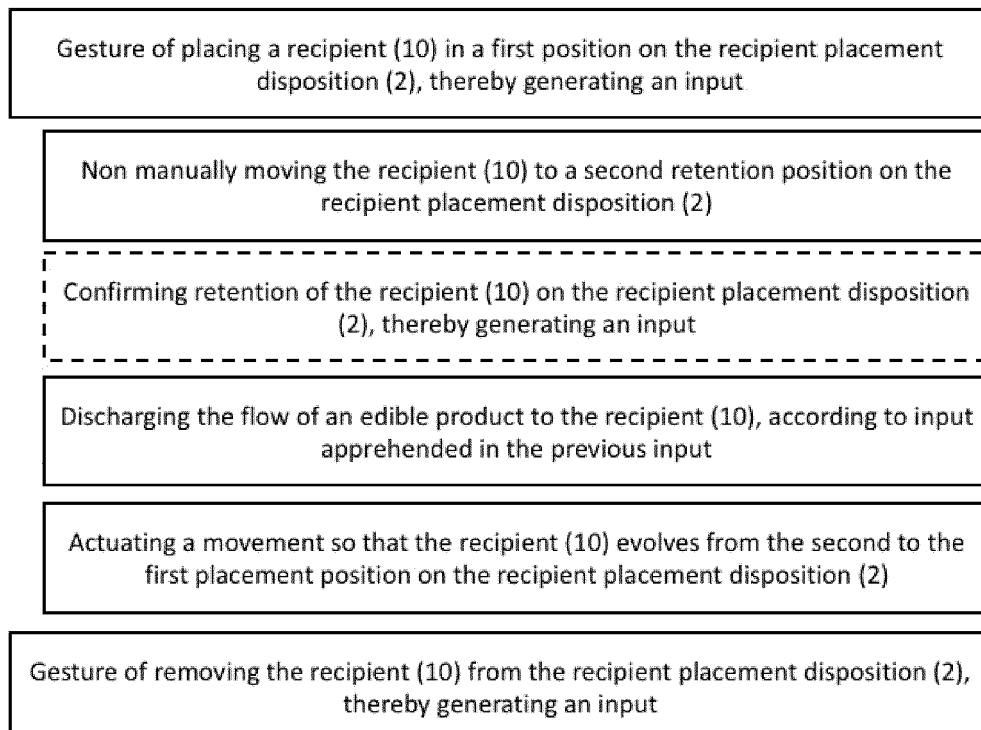 Gesture of placing a recipient (10) in a first position on the recipient placement
disposition (2), thereby generating an input
Non manually moving the recipient (10) to a second retention position on the
recipient placement disposition (2)
Confirming retention of the recipient (10) on the recipient placement disposition
(2), thereby generating an input
Discharging the flow of an edible product to the recipient (10), according to input
apprehended in the previous input
Actuating a movement so that the recipient (10) evolves from the second to the
first placement position on the recipient placement disposition (2)
Gesture of removing the recipient (10) from the recipient placement disposition (2),
thereby generating an input